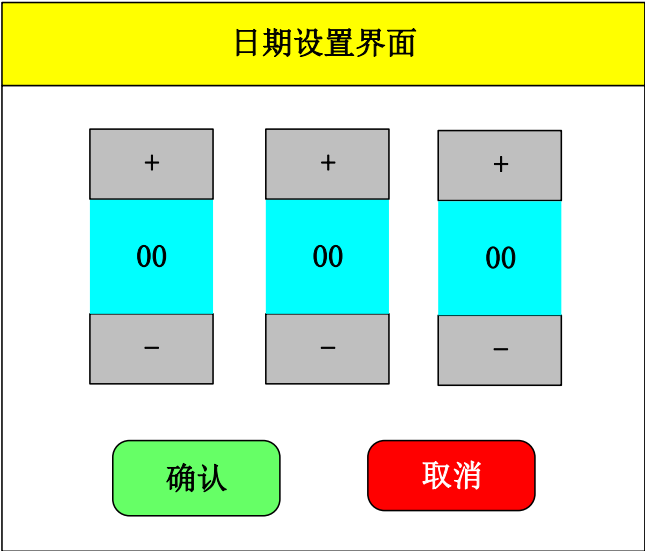 日期设置界面
+ + +
00 00 00
− − −
确认 取消